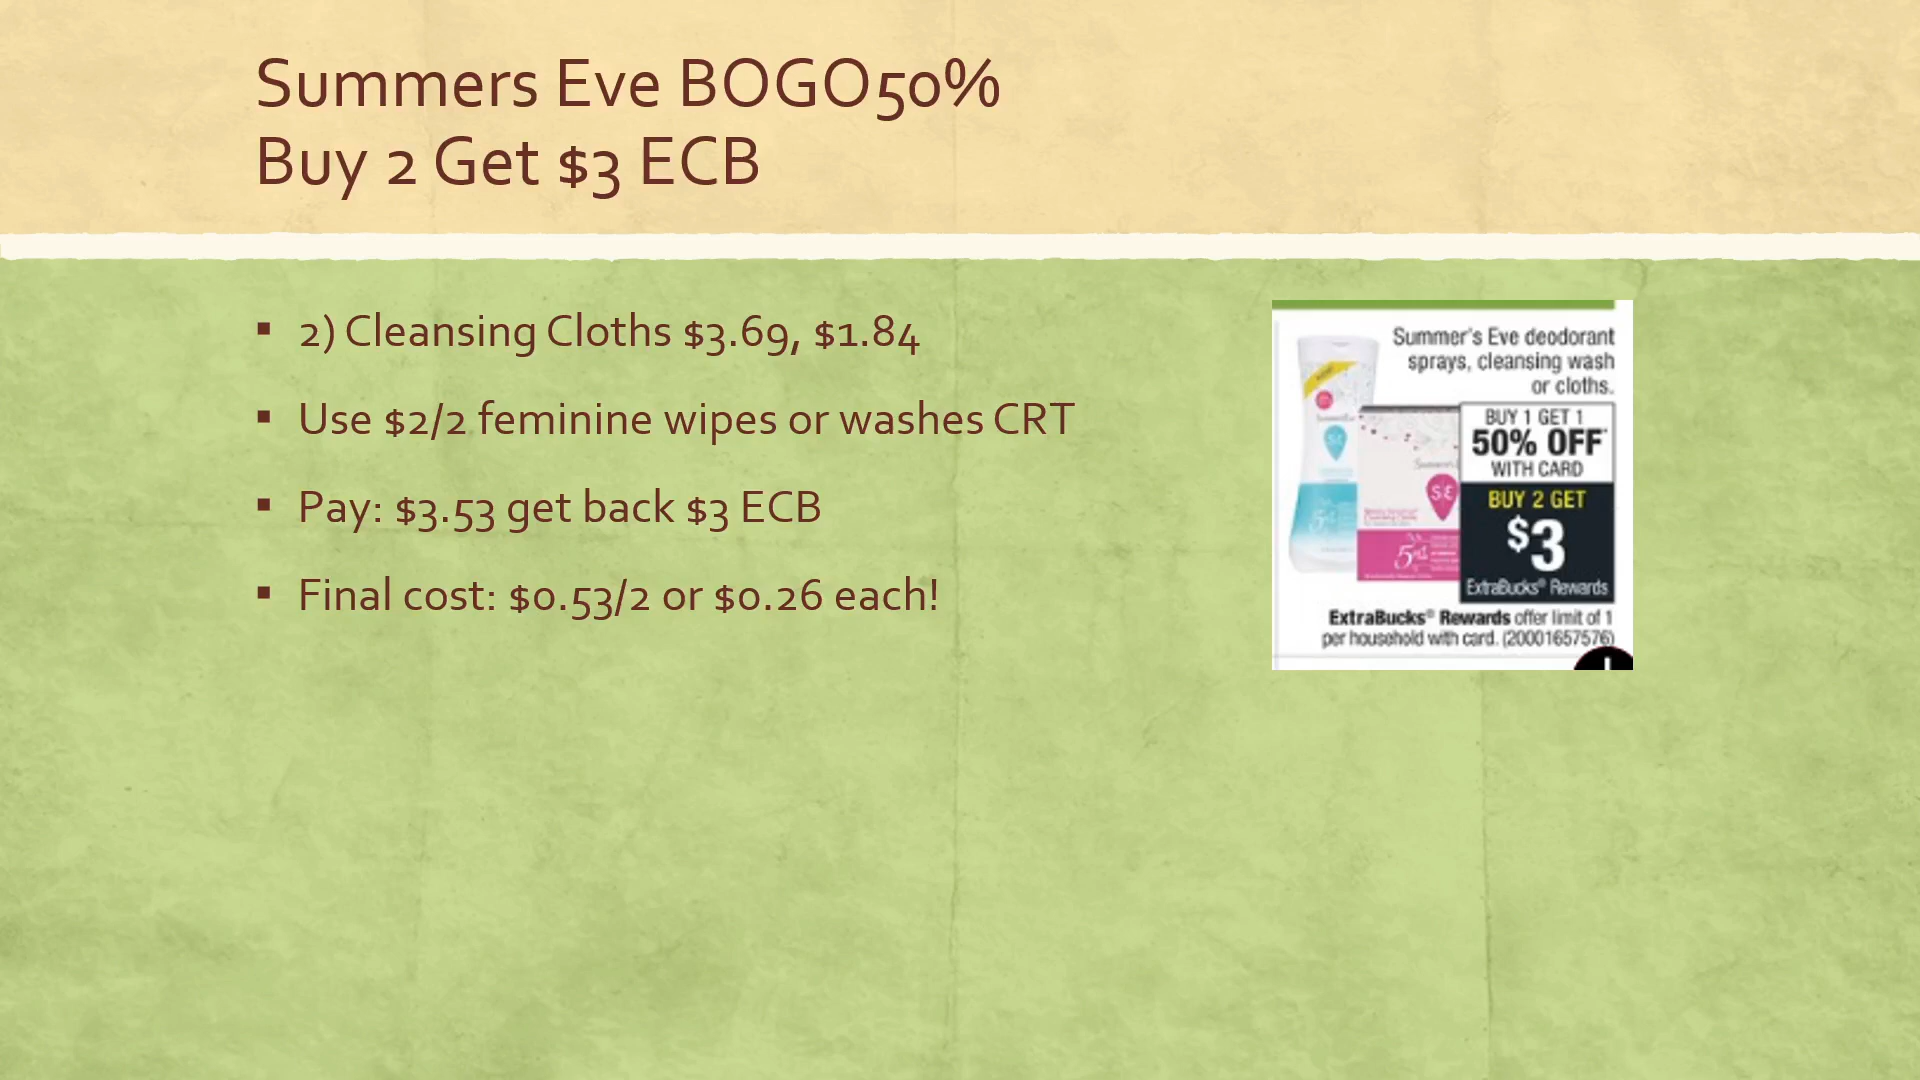 Summers Eve BOGO50%
Buy 2 Get $3 ECB
▪ 2) Cleansing Cloths $3.69, $1.84
▪ Use $2/2 feminine wipes or washes CRT
▪ Pay: $3.53 get back $3 ECB
▪ Final cost: $0.53/2 or $0.26 each!
Summer's Eve deodorant
sprays, cleansing wash
or cloths.
BUY 1 GET 1
50% OFF*
WITH CARD
BUY 2 GET
$3
ExtraBucks® Rewards
ExtraBucks® Rewards offer limit of 1
per household with card. (20001657576)
SE
5in1